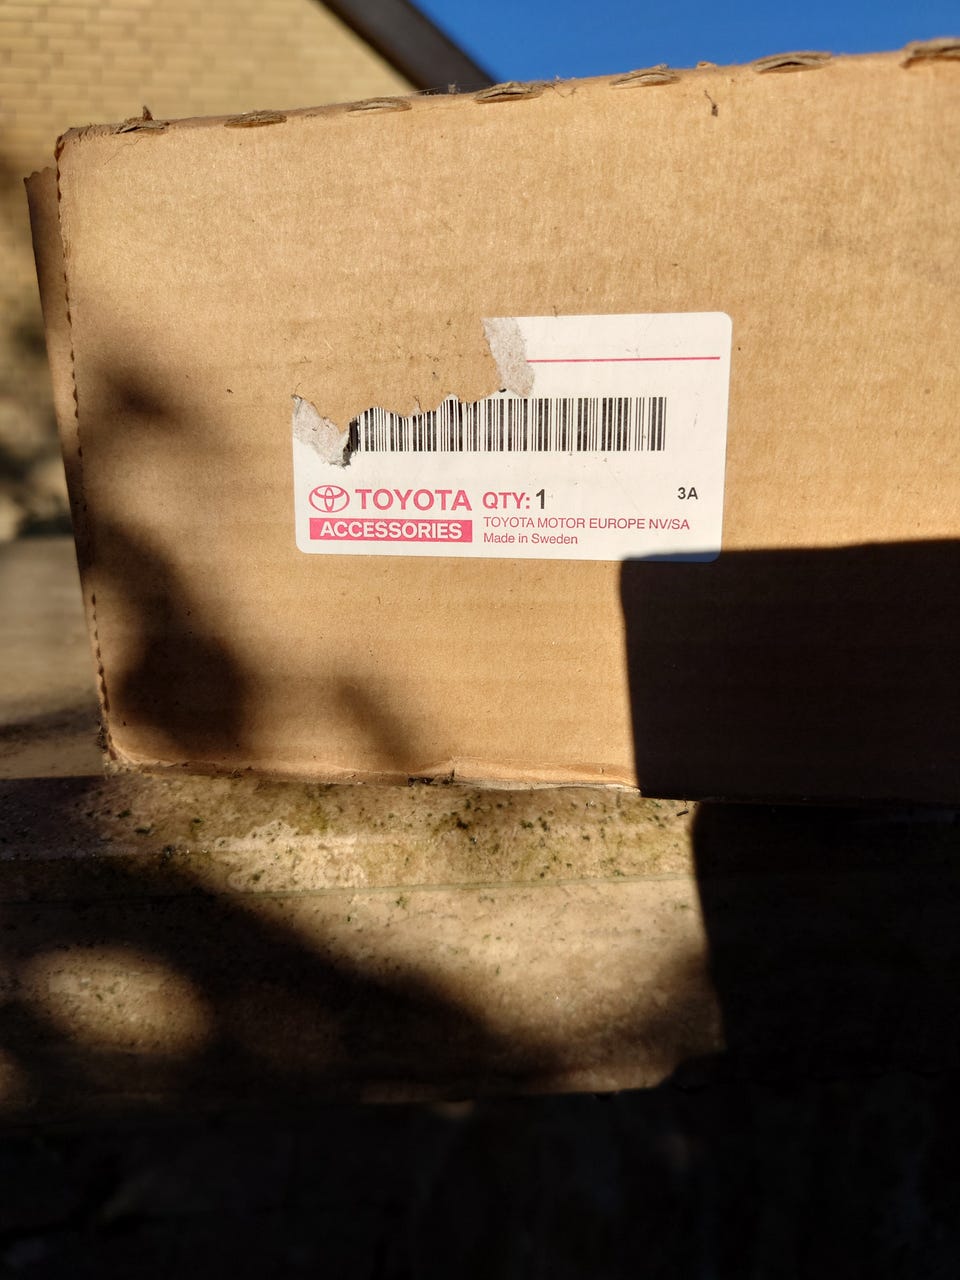 TOYOTA QTY: 1 3A
ACCESSORIES TOYOTA MOTOR EUROPE NV/SA
Made in Sweden